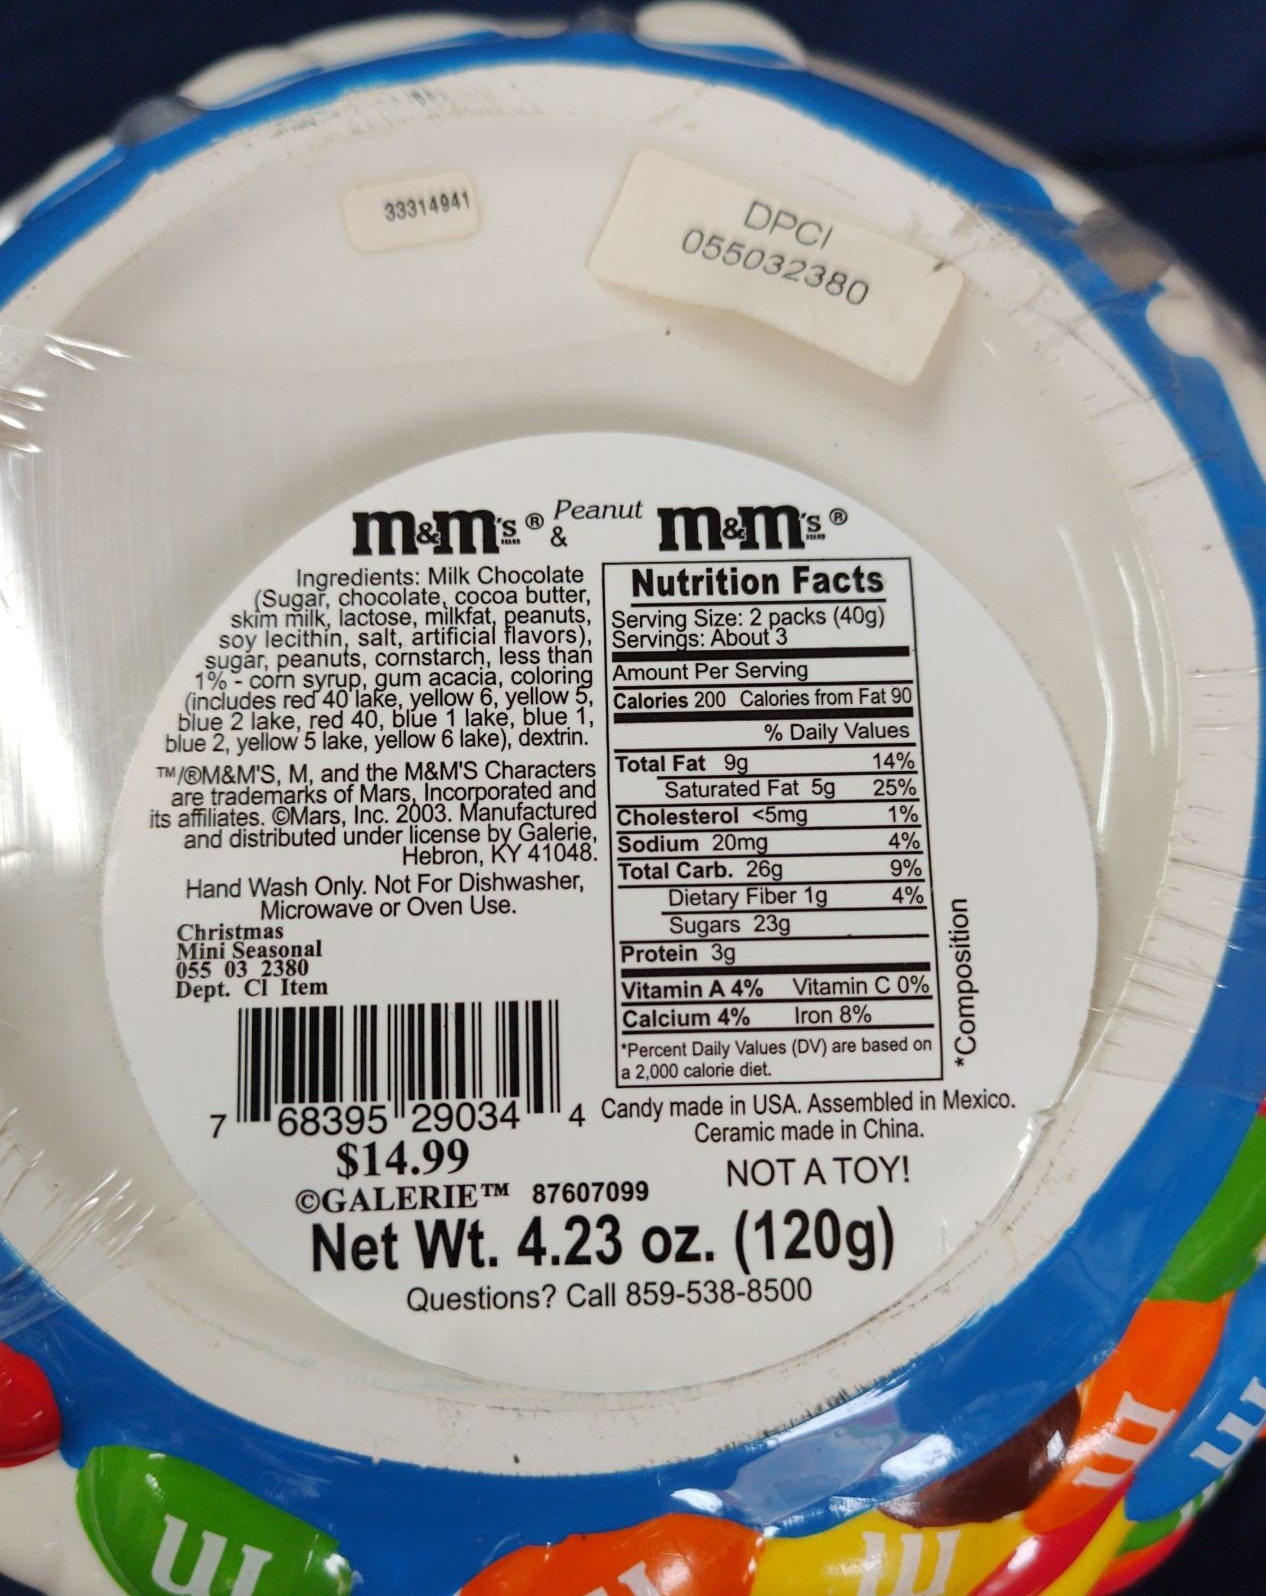 33314941
DPCI
055032380
m&m's® Peanut & m&m's®
BRAND BRAND
Ingredients: Milk Chocolate
(Sugar, chocolate, cocoa butter,
skim milk, lactose, milkfat, peanuts,
soy lecithin, salt, artificial flavors),
sugar, peanuts, cornstarch, less than
1% - corn syrup, gum acacia, coloring
(includes red 40 lake, yellow 6, yellow 5,
blue 2 lake, red 40, blue 1 lake, blue 1,
blue 2, yellow 5 lake, yellow 6 lake), dextrin.
TM/®M&M'S, M, and the M&M'S Characters
are trademarks of Mars, Incorporated and
its affiliates. ©Mars, Inc. 2003. Manufactured
and distributed under license by Galerie,
Hebron, KY 41048.
Hand Wash Only. Not For Dishwasher,
Microwave or Oven Use.
Christmas
Mini Seasonal
055 03 2380
Dept. Cl Item
7 68395 29034 4
$14.99
Nutrition Facts
Serving Size: 2 packs (40g)
Servings: About 3
Amount Per Serving
Calories 200 Calories from Fat 90
% Daily Values
Total Fat 9g 14%
Saturated Fat 5g 25%
Cholesterol <5mg 1%
Sodium 20mg 4%
Total Carb. 26g 9%
Dietary Fiber 1g 4%
Sugars 23g
Protein 3g
Vitamin A 4% Vitamin C 0%
Calcium 4% Iron 8%
*Percent Daily Values (DV) are based on
a 2,000 calorie diet.
*Composition
Candy made in USA. Assembled in Mexico.
Ceramic made in China.
NOT A TOY!
©GALERIE™ 87607099
Net Wt. 4.23 oz. (120g)
Questions? Call 859-538-8500
m
m
m
m
m